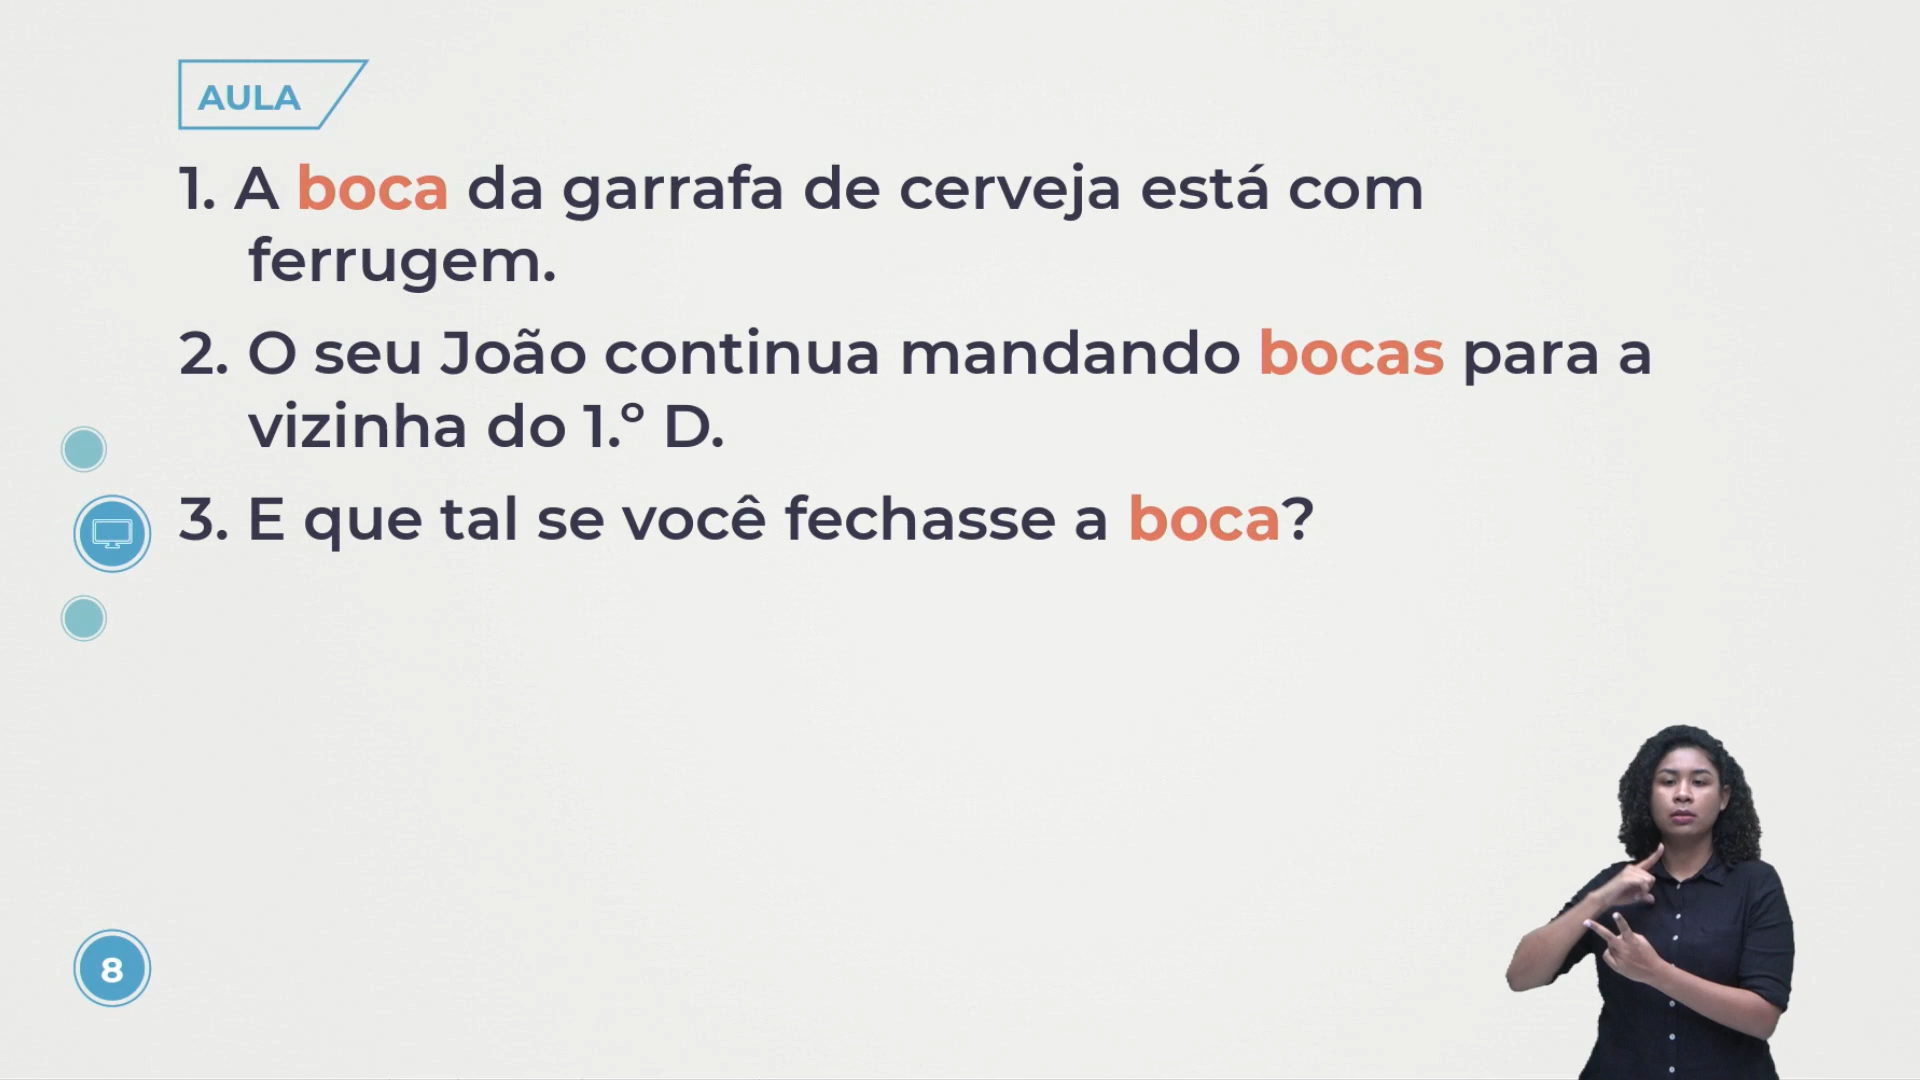 AULA
1. A boca da garrafa de cerveja está com
ferrugem.
2. O seu João continua mandando bocas para a
vizinha do 1.º D.
3. E que tal se você fechasse a boca?
8